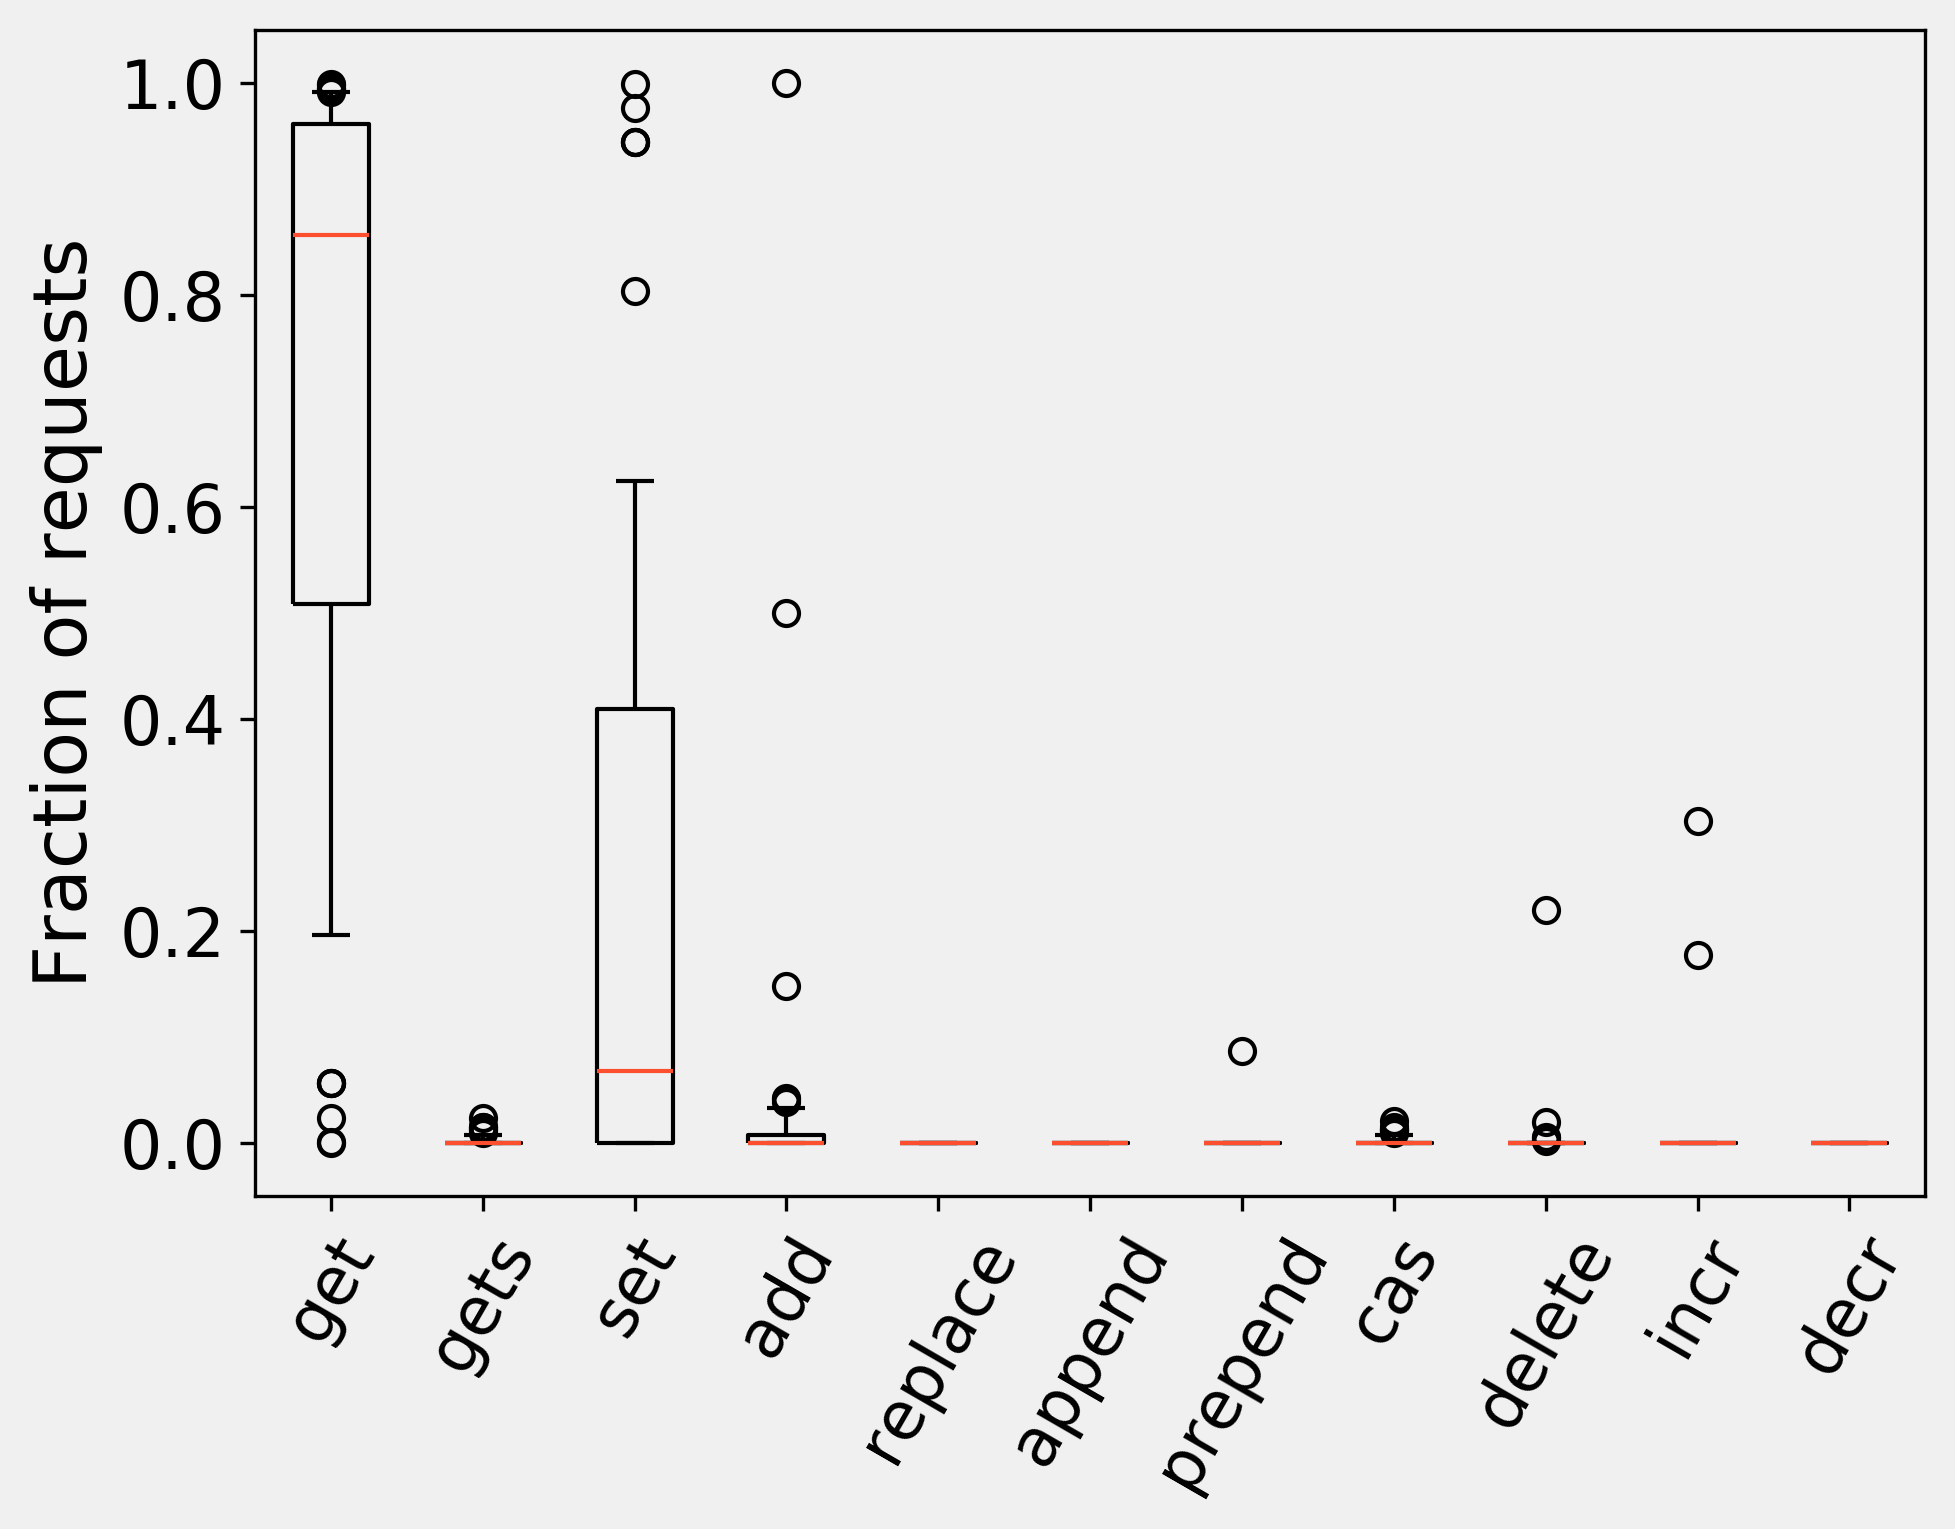 Fraction of requests
1.0
0.8
0.6
0.4
0.2
0.0
get
gets
set
add
replace
append
prepend
cas
delete
incr
decr